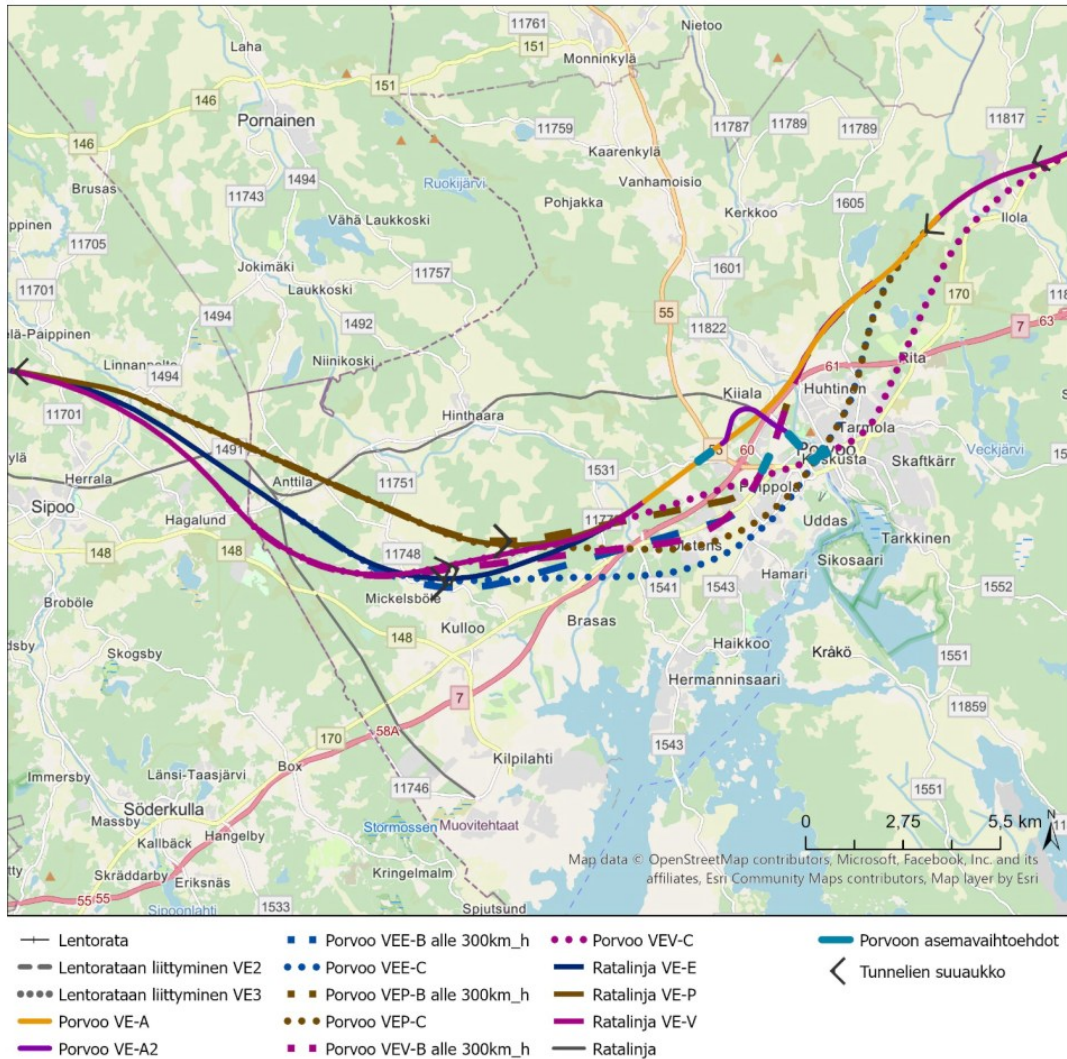 Laha
11761
Nietoo
Monninkylä
151
146
151
Pornainen
11759
11787
11789
11789
11817
146
Brusas
1494
Kaarenkylä
Ruokijärvi
Vanhamoisio
11743
Vähä Laukkoski
Pohjakka
Kerkkoo
1605
Ilola
11705
Jokimäki
11757
1601
11701
Laukkoski
170
1494
1492
55
11822
7
63
Niinikoski
Linnanpelto
1494
61
Rita
11701
Kiiala
Huhtinen
Hinthaara
Tarmola
1491
55
60
Keskusta
Skaftkärr
Veckjärvi
Herrala
Anttila
11751
1531
Sipoo
Hagalund
148
148
11748
Uddas
Tarkkinen
Mickelsböle
1541
1543
Hamari
Sikosaari
1552
Broböle
Kulloo
Brasas
148
Skogsby
Haikkoo
Kråkö
1551
Hermanninsaari
7
11859
170
58A
Kilpilahti
1543
Immersby
Länsi-Taasjärvi
Box
11746
1551
Söderkulla
Massby
Stormossen
Muovitehtaat
0 2,75 5,5 km
N
Hangelby
Kallbäck
Map data © OpenStreetMap contributors, Microsoft, Facebook, Inc. and its
affiliates, Esri Community Maps contributors, Map layer by Esri
Skräddarby
Eriksnäs
Kringelmalm
55
55
Sipoonlahti
1533
Spjutsund
Lentorata
Lentorataan liittyminen VE2
Lentorataan liittyminen VE3
Porvoo VE-A
Porvoo VE-A2
Porvoo VEE-B alle 300km_h
Porvoo VEE-C
Porvoo VEP-B alle 300km_h
Porvoo VEP-C
Porvoo VEV-B alle 300km_h
Porvoo VEV-C
Ratalinja VE-E
Ratalinja VE-P
Ratalinja VE-V
Ratalinja
Porvoon asemavaihtoehdot
Tunnelien suuaukko